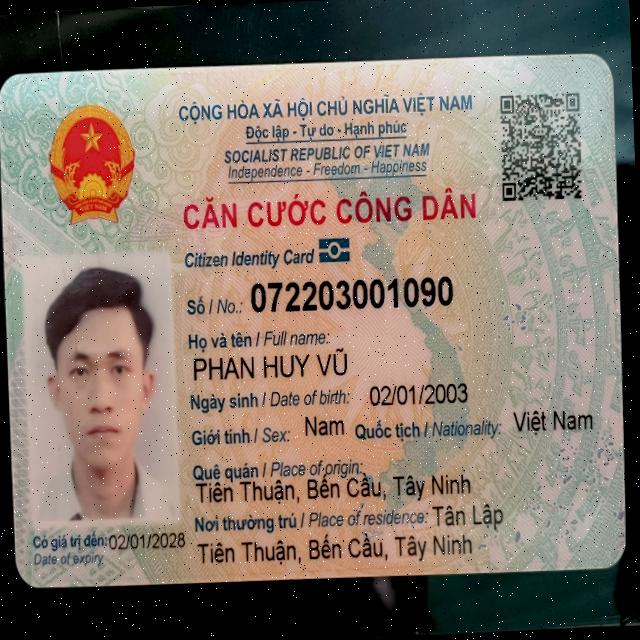 CỘNG HÒA XÃ HỘI CHỦ NGHĨA VIỆT NAM
Độc lập - Tự do - Hạnh phúc
SOCIALIST REPUBLIC OF VIET NAM
Independence - Freedom - Happiness
CĂN CƯỚC CÔNG DÂN
Citizen Identity Card
Số / No.: 072203001090
Họ và tên / Full name:
PHAN HUY VŨ
Ngày sinh / Date of birth: 02/01/2003
Giới tính / Sex: Nam Quốc tịch / Nationality: Việt Nam
Quê quán / Place of origin:
Tiên Thuận, Bến Cầu, Tây Ninh
Nơi thường trú / Place of residence: Tân Lập
Tiên Thuận, Bến Cầu, Tây Ninh
Có giá trị đến: 02/01/2028
Date of expiry